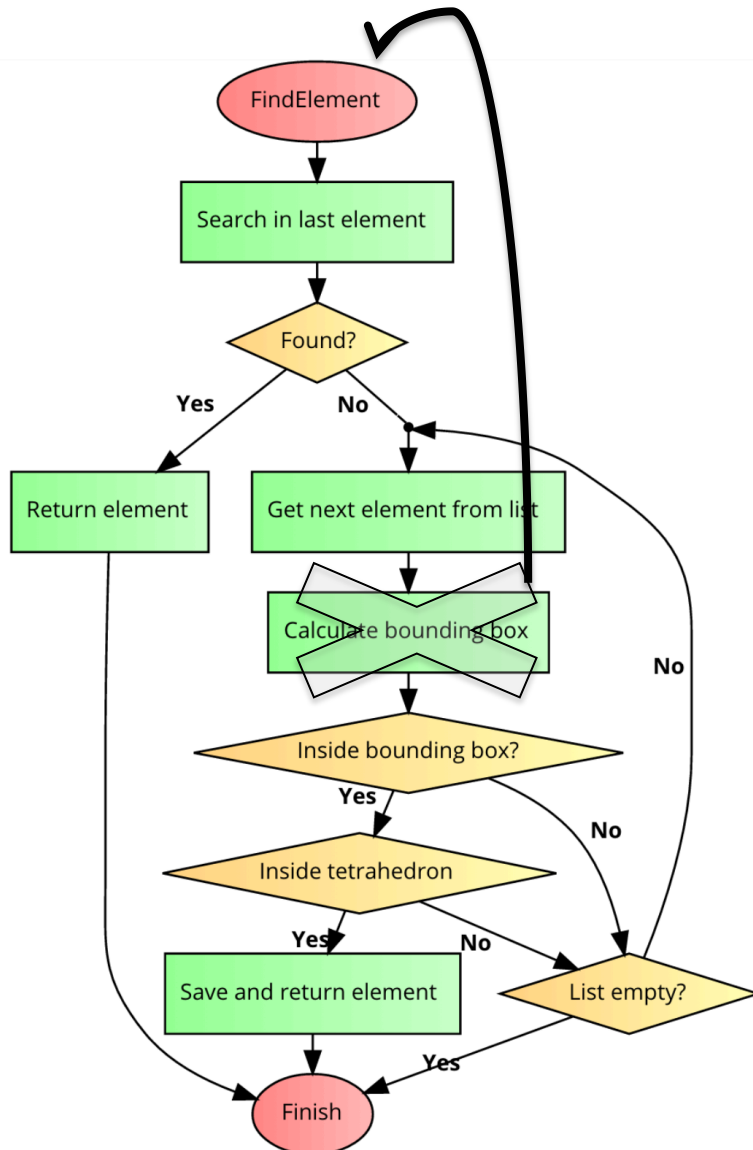 FindElement
Search in last element
Found?
Yes
No
Return element
Get next element from list
Calculate bounding box
No
Inside bounding box?
Yes
No
Inside tetrahedron
Yes
No
Save and return element
List empty?
Yes
Finish